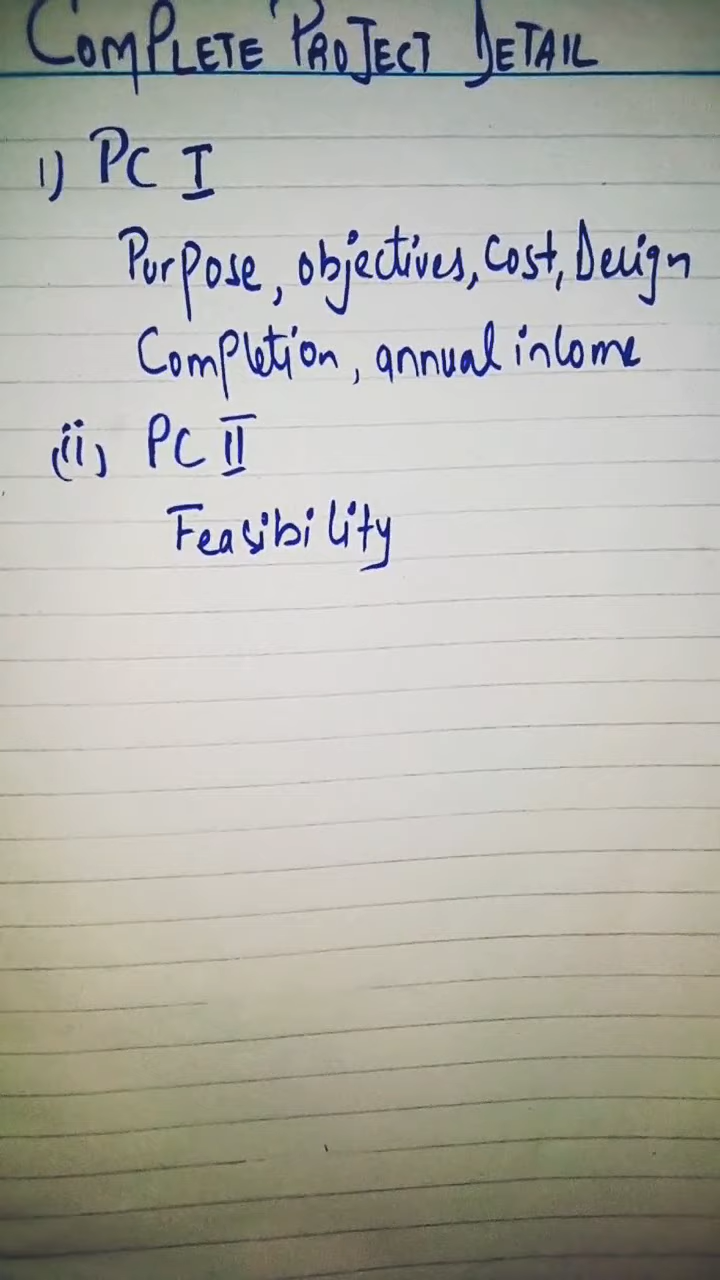 COMPLETE PROJECT DETAIL
1) PC I
Purpose, objectives, Cost, Design
Completion, annual income
(ii) PC II
Feasibility